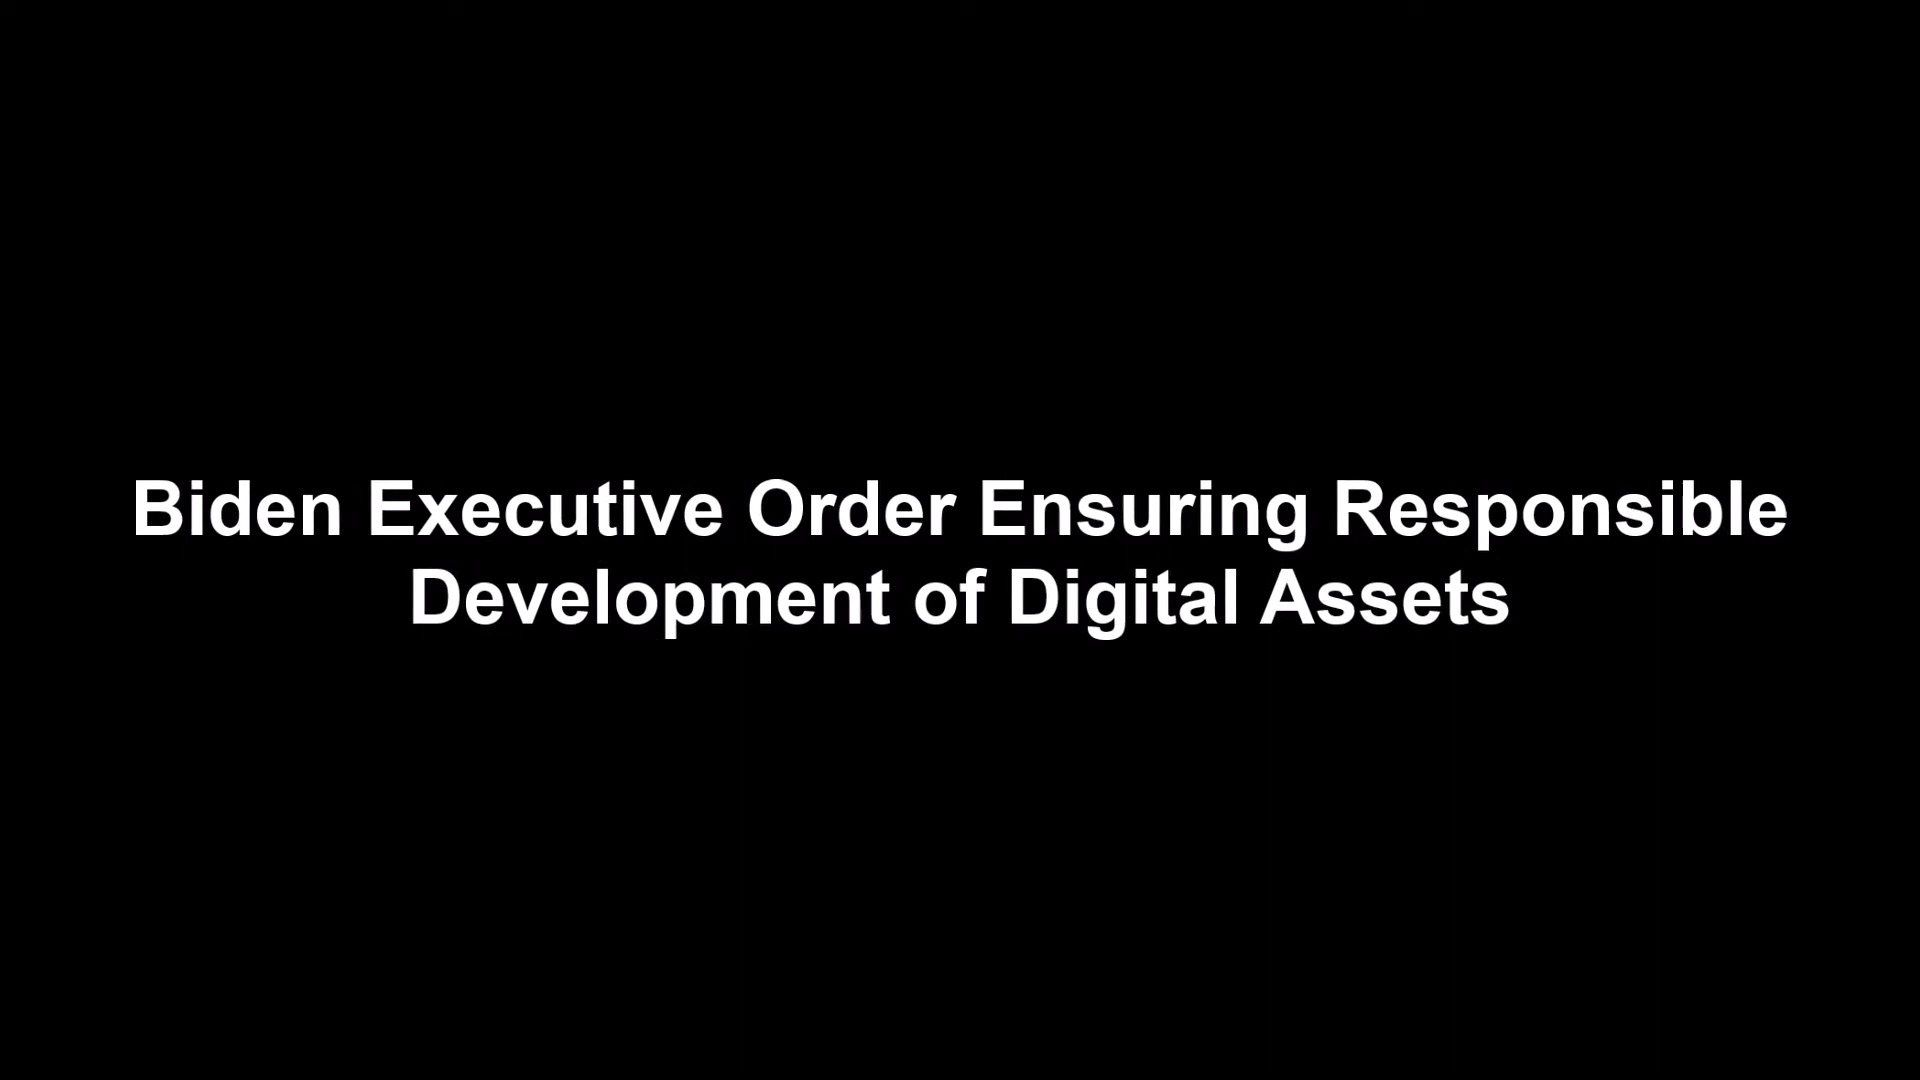 Biden Executive Order Ensuring Responsible
Development of Digital Assets